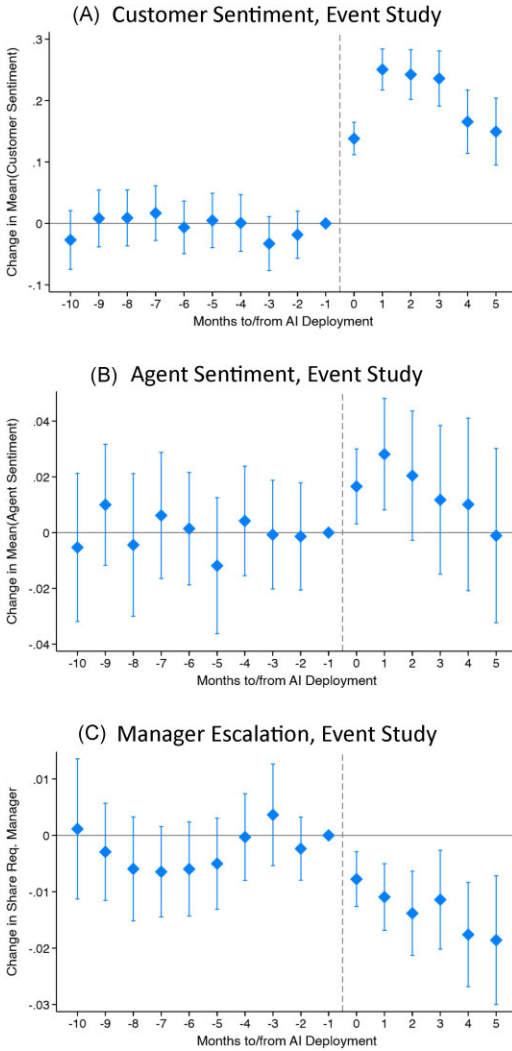 (A) Customer Sentiment, Event Study
Change in Mean(Customer Sentiment)
.3
.2
.1
0
-.1
-10 -9 -8 -7 -6 -5 -4 -3 -2 -1 0 1 2 3 4 5
Months to/from AI Deployment
(B) Agent Sentiment, Event Study
Change in Mean(Agent Sentiment)
.04
.02
0
-.02
-.04
-10 -9 -8 -7 -6 -5 -4 -3 -2 -1 0 1 2 3 4 5
Months to/from AI Deployment
(C) Manager Escalation, Event Study
Change in Share Req. Manager
.01
0
-.01
-.02
-.03
-10 -9 -8 -7 -6 -5 -4 -3 -2 -1 0 1 2 3 4 5
Months to/from AI Deployment